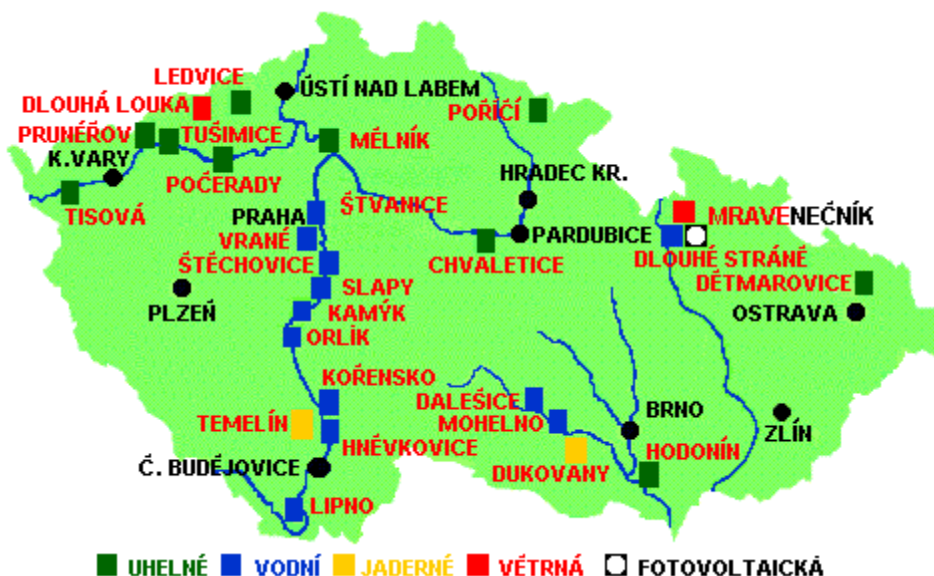 LEDVICE
ÚSTÍ NAD LABEM
DLOUHÁ LOUKA
POŘÍČÍ
PRUNÉŘOV
TUŠIMICE
MÉLNÍK
K.VARY
POČERADY
HRADEC KR.
TISOVÁ
ŠTVANICE
PRAHA
MRAVENEČNÍK
VRANÉ
PARDUBICE
DLOUHÉ STRÁNĚ
ŠTĚCHOVICE
CHVALETICE
DĚTMAROVICE
SLAPY
PLZEŇ
KAMÝK
OSTRAVA
ORLÍK
KOŘENSKO
DALEŠICE
BRNO
TEMELÍN
MOHELNO
ZLÍN
HNĚVKOVICE
HODONÍN
Č. BUDĚJOVICE
DUKOVANY
LIPNO
UHELNÉ VODNÍ JADERNÉ VĚTRNÁ FOTOVOLTAICKÁ